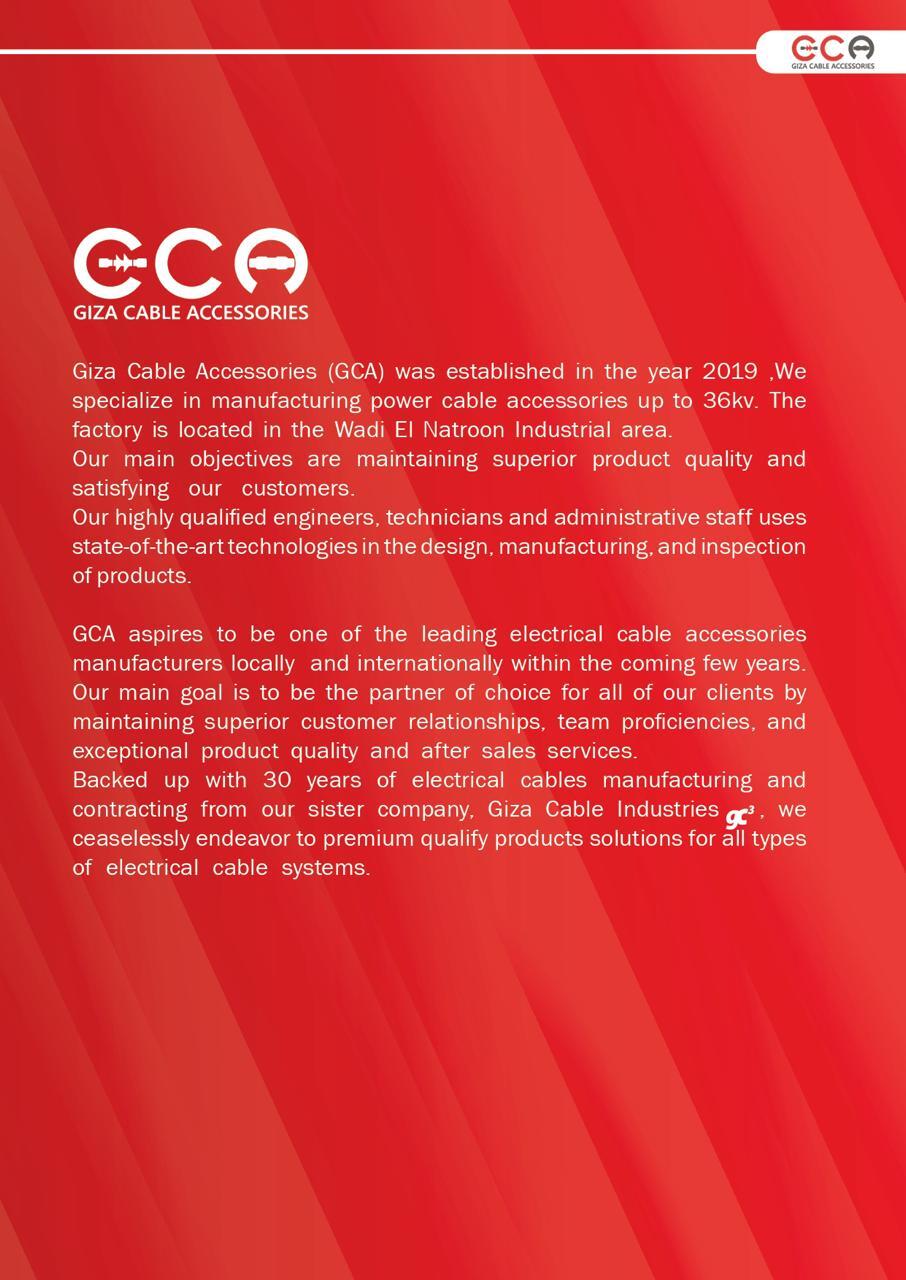 GCA
GIZA CABLE ACCESSORIES
GCA
GIZA CABLE ACCESSORIES
Giza Cable Accessories (GCA) was established in the year 2019 ,We
specialize in manufacturing power cable accessories up to 36kv. The
factory is located in the Wadi El Natroon Industrial area.
Our main objectives are maintaining superior product quality and
satisfying our customers.
Our highly qualified engineers, technicians and administrative staff uses
state-of-the-art technologies in the design, manufacturing, and inspection
of products.
GCA aspires to be one of the leading electrical cable accessories
manufacturers locally and internationally within the coming few years.
Our main goal is to be the partner of choice for all of our clients by
maintaining superior customer relationships, team proficiencies, and
exceptional product quality and after sales services.
Backed up with 30 years of electrical cables manufacturing and
contracting from our sister company, Giza Cable Industries gc³, we
ceaselessly endeavor to premium qualify products solutions for all types
of electrical cable systems.